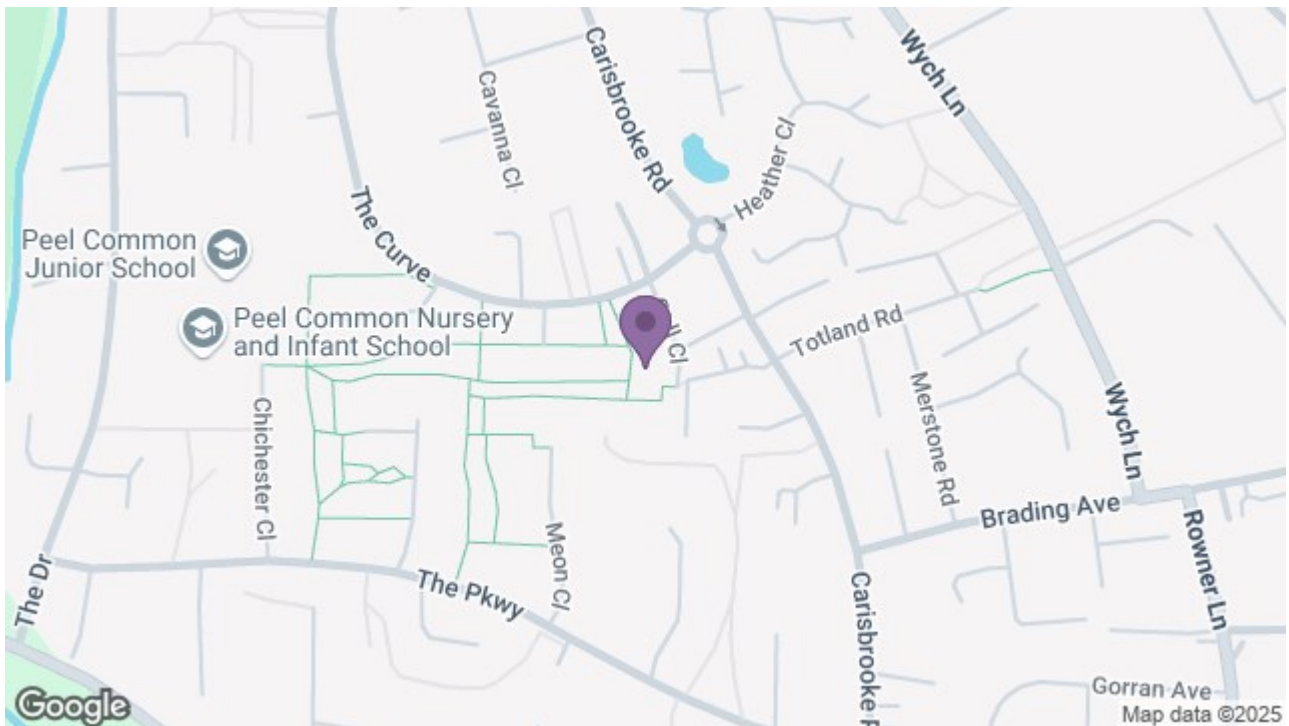 Wych Ln
Carisbrooke Rd
Cavanna Cl
Heather Cl
The Curve
Peel Common
Junior School
Peel Common Nursery
and Infant School
Cl
Totland Rd
Merstone Rd
Wych Ln
Chichester Cl
Brading Ave
Rowner Ln
Meon Cl
The Dr
The Pkwy
Carisbrooke
Gorran Ave
Google
Map data ©2025